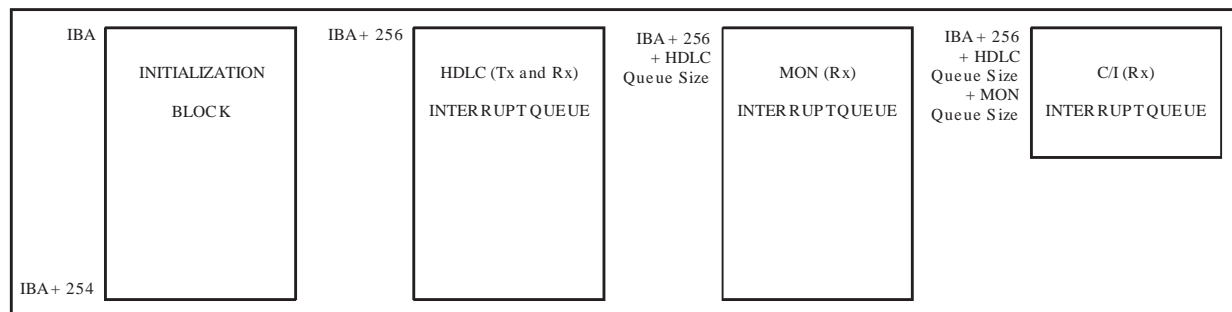 IBA
INITIALIZATION
BLOCK
IBA + 254
IBA + 256
HDLC (Tx and Rx)
INTERRUPT QUEUE
IBA + 256
+ HDLC
Queue Size
MON (Rx)
INTERRUPT QUEUE
IBA + 256
+ HDLC
Queue Size
+ MON
Queue Size
C/I (Rx)
INTERRUPT QUEUE